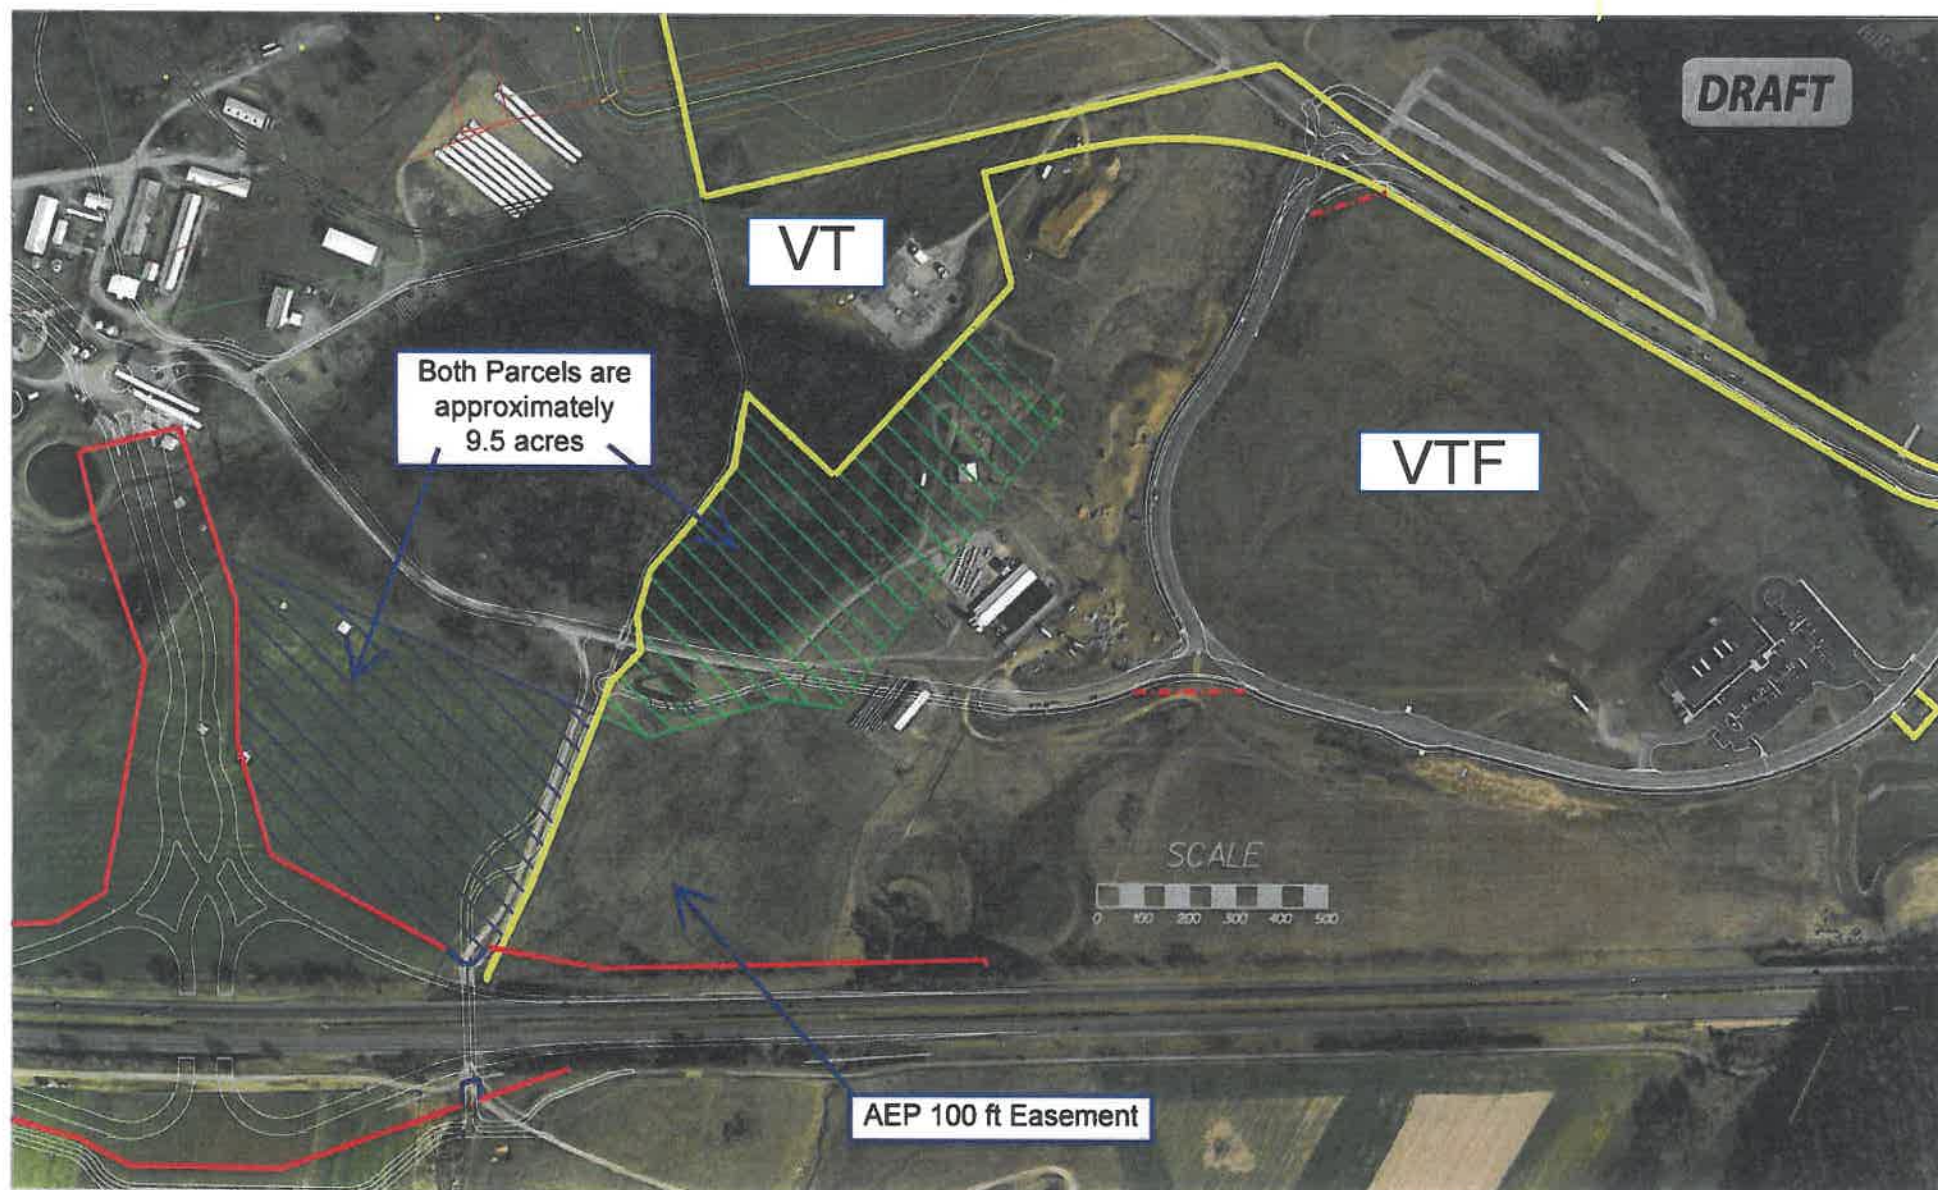 DRAFT
VT
Both Parcels are
approximately
9.5 acres
VTF
SCALE
0 100 200 300 400 500
AEP 100 ft Easement